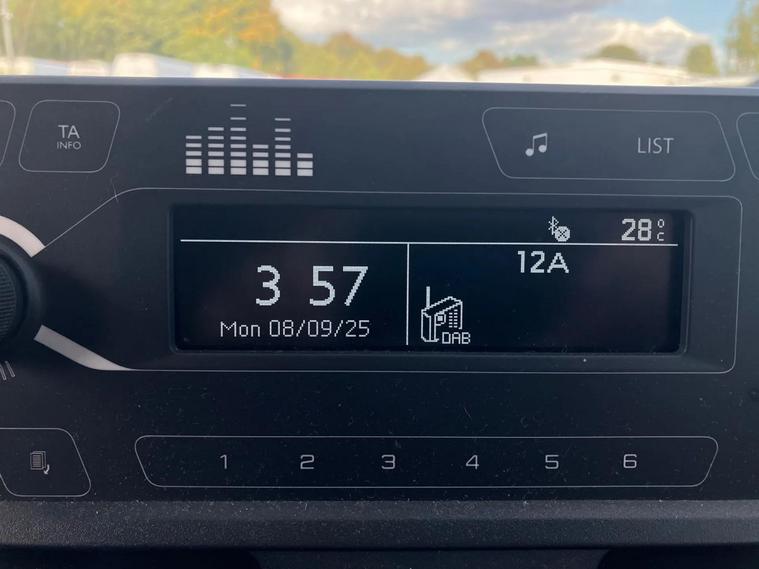 TA
INFO
LIST
28°C
12A
3 57
Mon 08/09/25
DAB
1 2 3 4 5 6